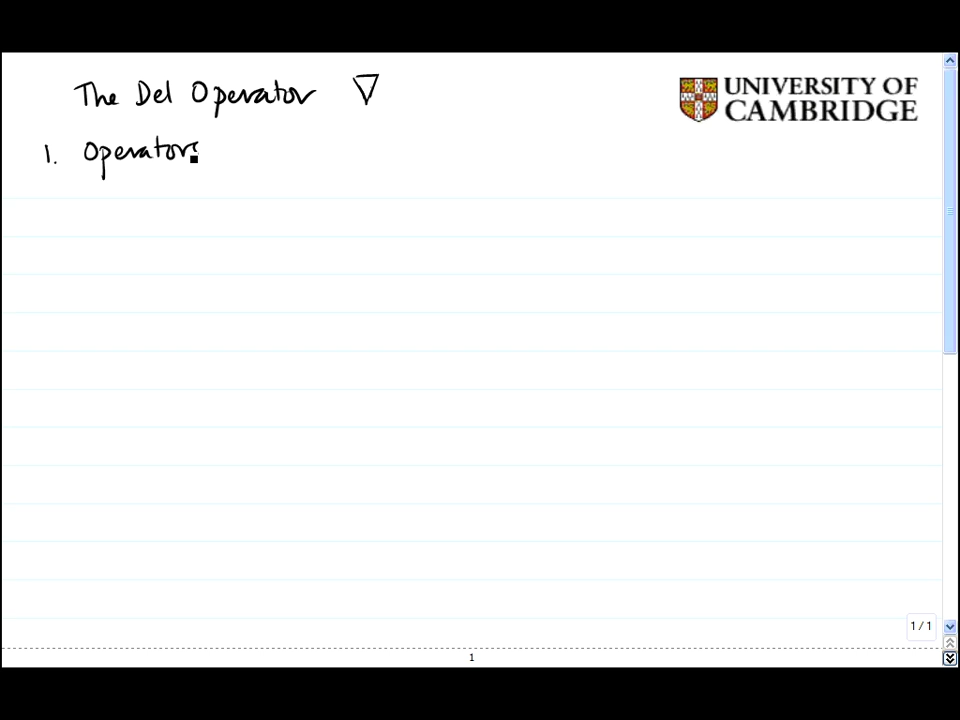 The Del Operator ∇
UNIVERSITY OF
CAMBRIDGE
1. Operators
1 / 1
1